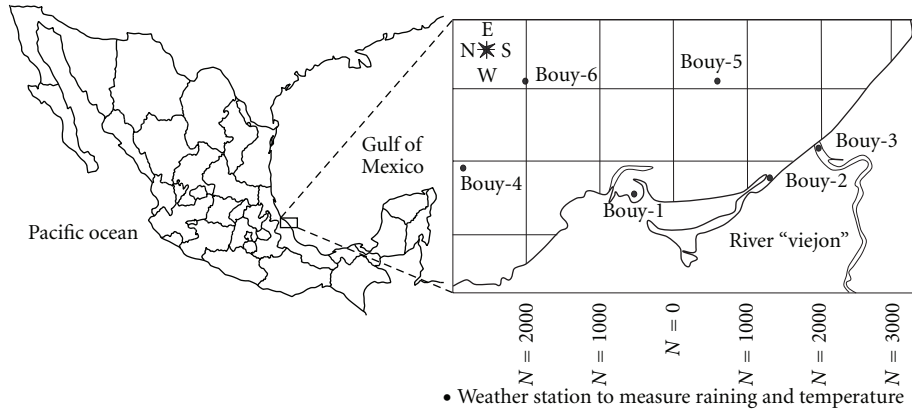 E
N S
W
Bouy-6
Bouy-5
Gulf of
Mexico
Bouy-3
Bouy-4
Bouy-2
Bouy-1
Pacific ocean
River “viejon”
N = 2000
N = 1000
N = 0
N = 1000
N = 2000
N = 3000
• Weather station to measure raining and temperature